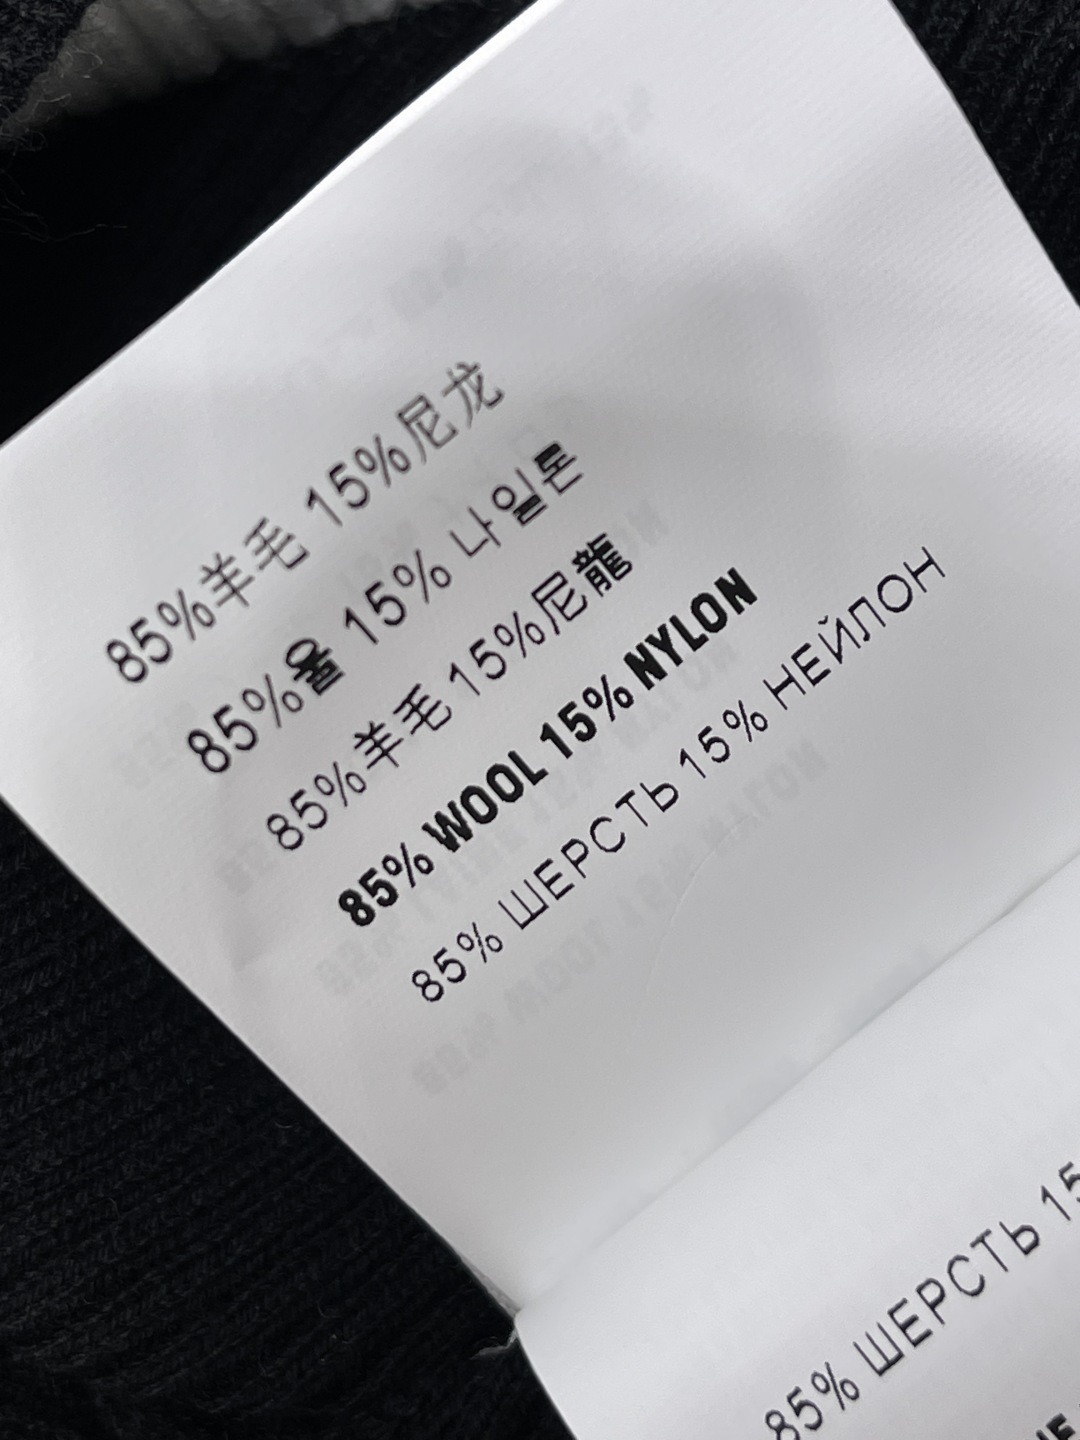 85%羊毛 15%尼龙
85%울 15% 나일론
85%羊毛 15%尼龍
85% WOOL 15% NYLON
85% ШЕРСТЬ 15% НЕЙЛОН
85% ШЕРСТЬ 15